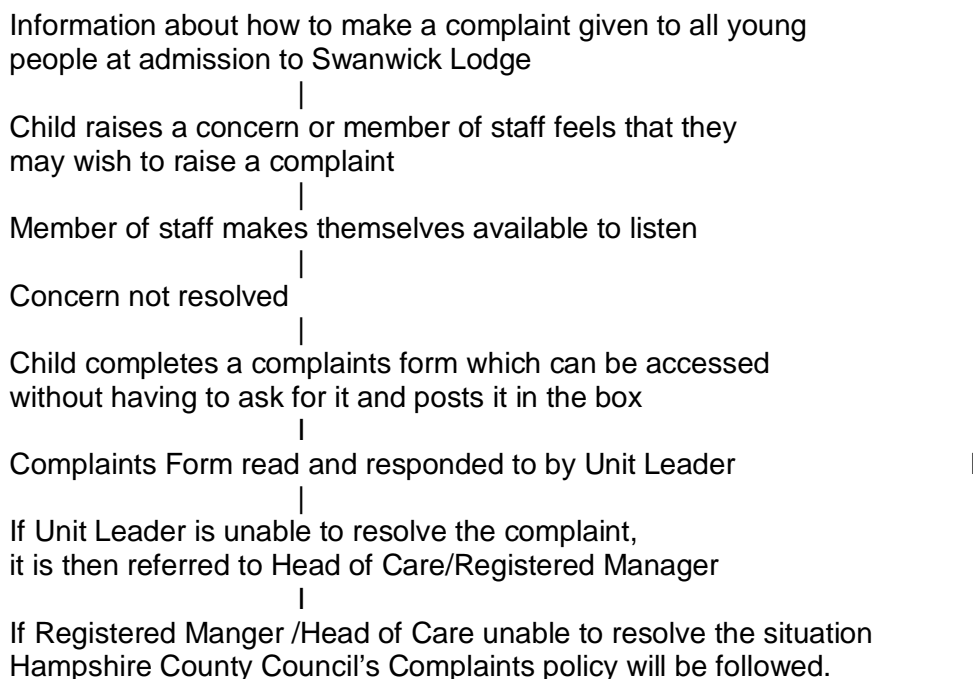 Information about how to make a complaint given to all young
people at admission to Swanwick Lodge
|
Child raises a concern or member of staff feels that they
may wish to raise a complaint
|
Member of staff makes themselves available to listen
|
Concern not resolved
|
Child completes a complaints form which can be accessed
without having to ask for it and posts it in the box
I
Complaints Form read and responded to by Unit Leader
|
If Unit Leader is unable to resolve the complaint,
it is then referred to Head of Care/Registered Manager
I
If Registered Manger /Head of Care unable to resolve the situation
Hampshire County Council's Complaints policy will be followed.